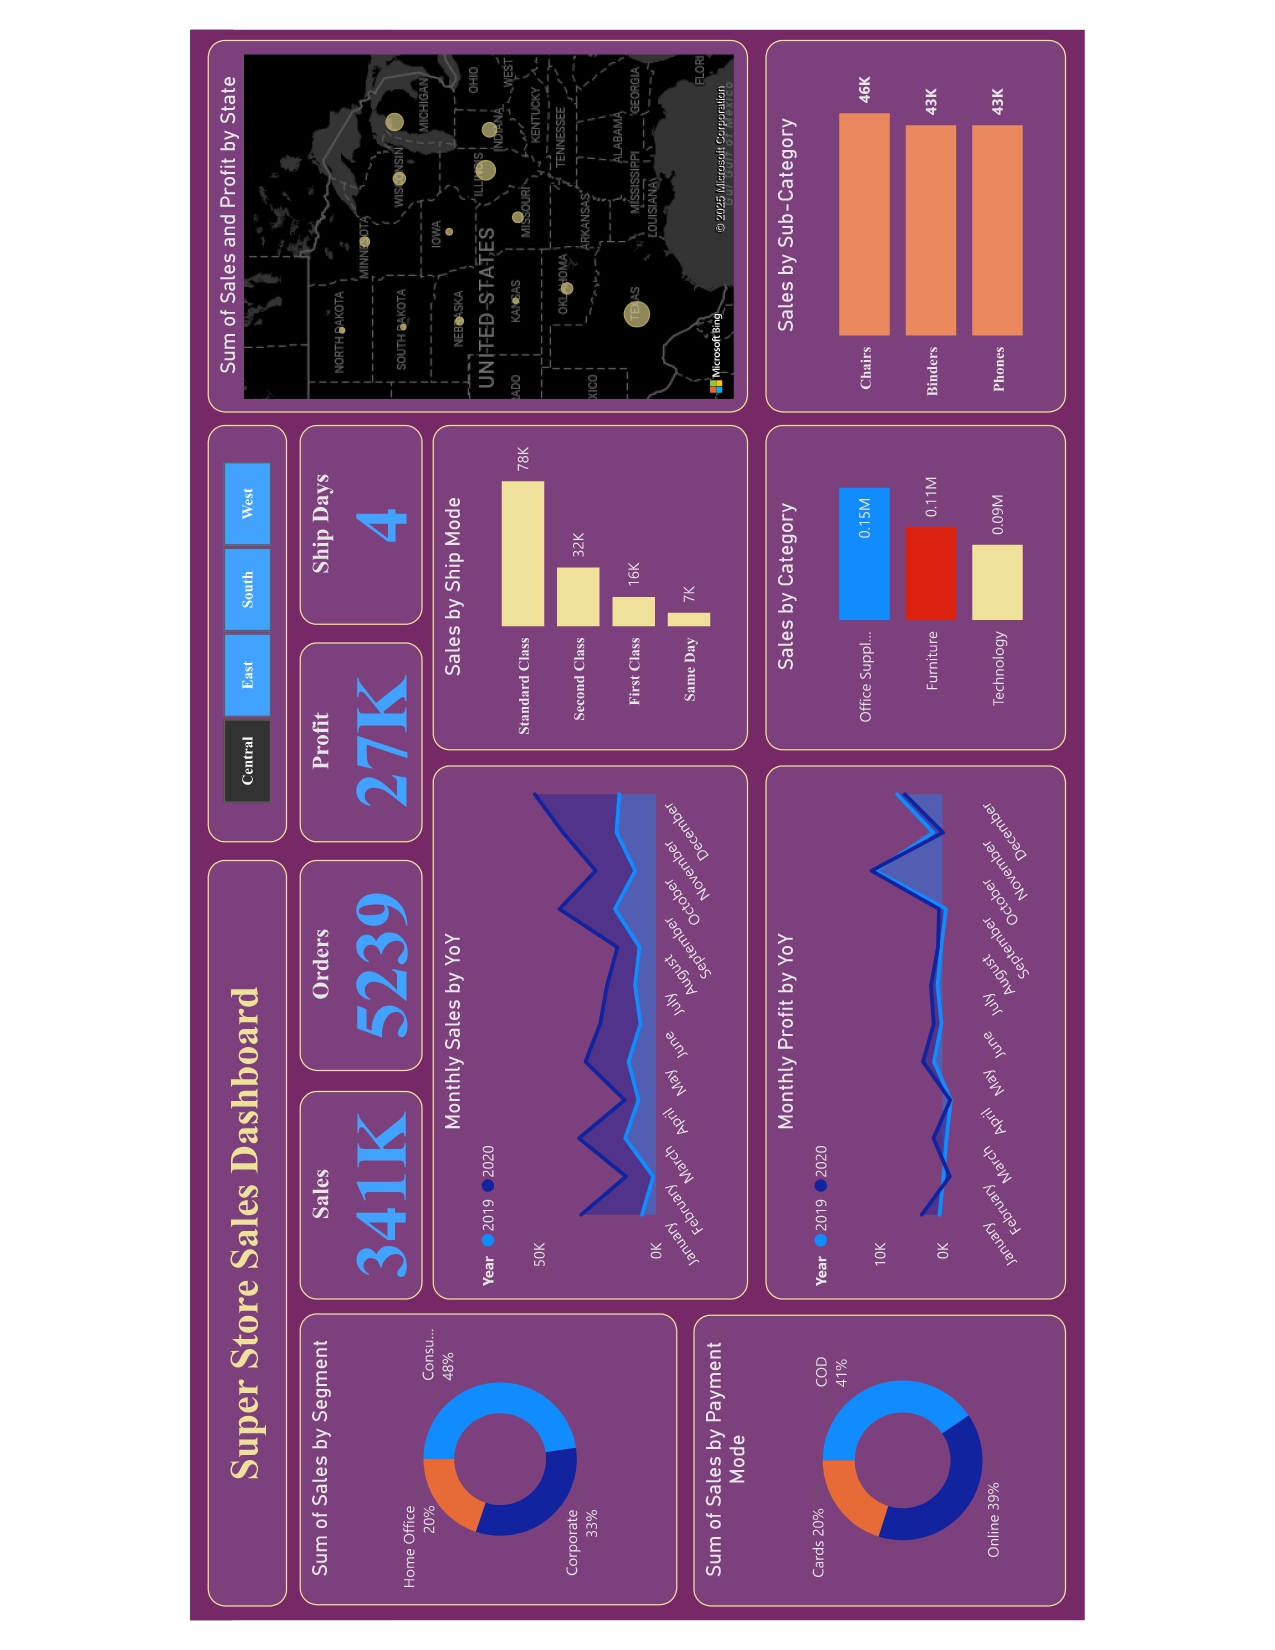 Super Store Sales Dashboard
Central
East
South
West
Sum of Sales and Profit by State
Sum of Sales by Segment
Home Office
20%
Consu...
48%
Corporate
33%
Sales
341K
Orders
5239
Profit
27K
Ship Days
4
Monthly Sales by YoY
Year 2019 2020
50K
0K
January
February
March
April
May
June
July
August
September
October
November
December
Sales by Ship Mode
Standard Class 78K
Second Class 32K
First Class 16K
Same Day 7K
NORTH DAKOTA
MINNESOTA
SOUTH DAKOTA
WISCONSIN
MICHIGAN
IOWA
NEBRASKA
OHIO
ILLINOIS
UNITED STATES
INDIANA
WEST
RADO
KANSAS
MISSOURI
KENTUCKY
OKLAHOMA
TENNESSEE
ARKANSAS
XICO
ALABAMA
TEXAS
MISSISSIPPI
GEORGIA
LOUISIANA
FLORI
Microsoft Bing
© 2025 Microsoft Corporation
Gulf of Mexico
Sum of Sales by Payment
Mode
Cards 20%
COD
41%
Online 39%
Monthly Profit by YoY
Year 2019 2020
10K
0K
January
February
March
April
May
June
July
August
September
October
November
December
Sales by Category
Office Suppl... 0.15M
Furniture 0.11M
Technology 0.09M
Sales by Sub-Category
Chairs 46K
Binders 43K
Phones 43K